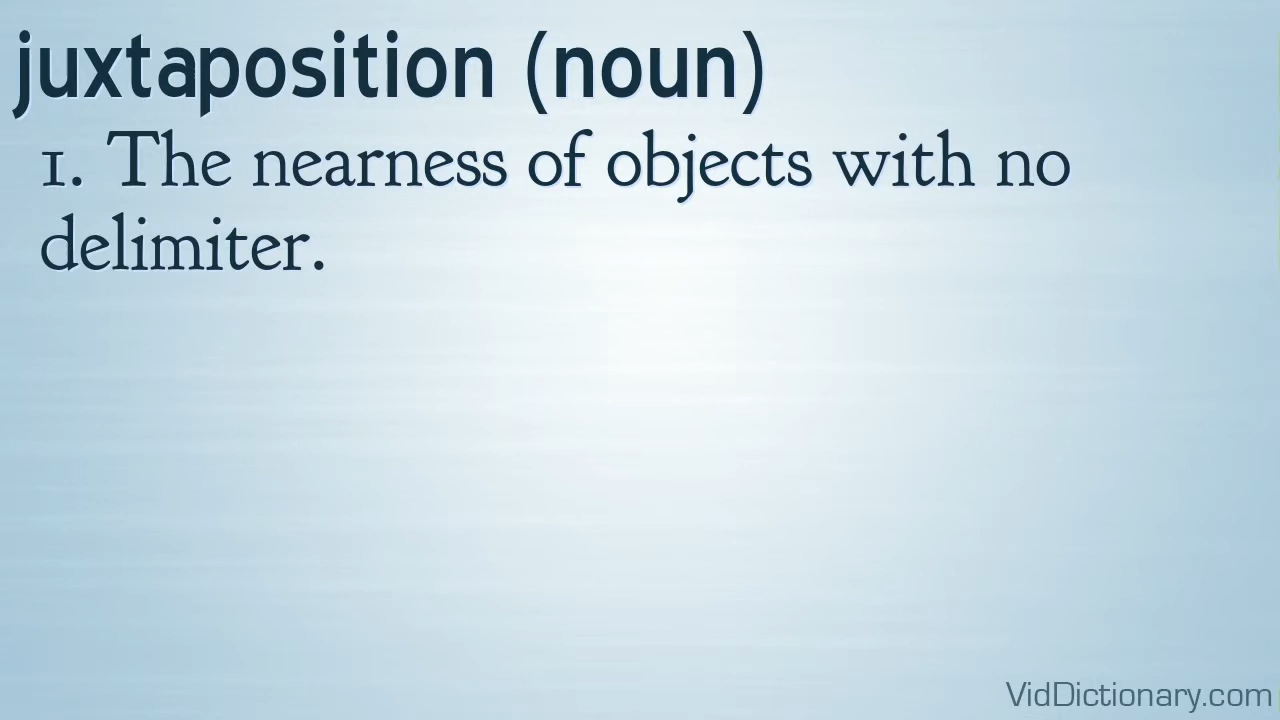 juxtaposition (noun)
1. The nearness of objects with no
delimiter.
VidDictionary.com